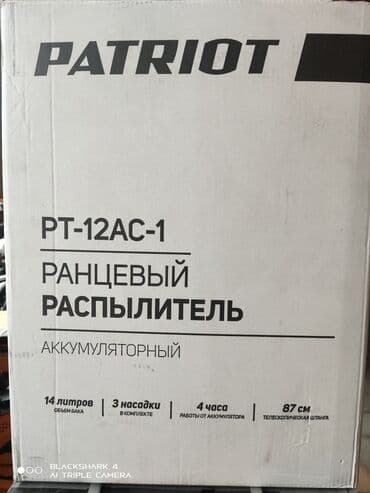 PATRIOT
PT-12AC-1
РАНЦЕВЫЙ
РАСПЫЛИТЕЛЬ
АККУМУЛЯТОРНЫЙ
14 литров
ОБЪЕМ БАКА
3 насадки
В КОМПЛЕКТЕ
4 часа
РАБОТЫ ОТ АККУМУЛЯТОРА
87 см
ТЕЛЕСКОПИЧЕСКАЯ ШТАНГА
BLACKSHARK 4
AI TRIPLE CAMERA